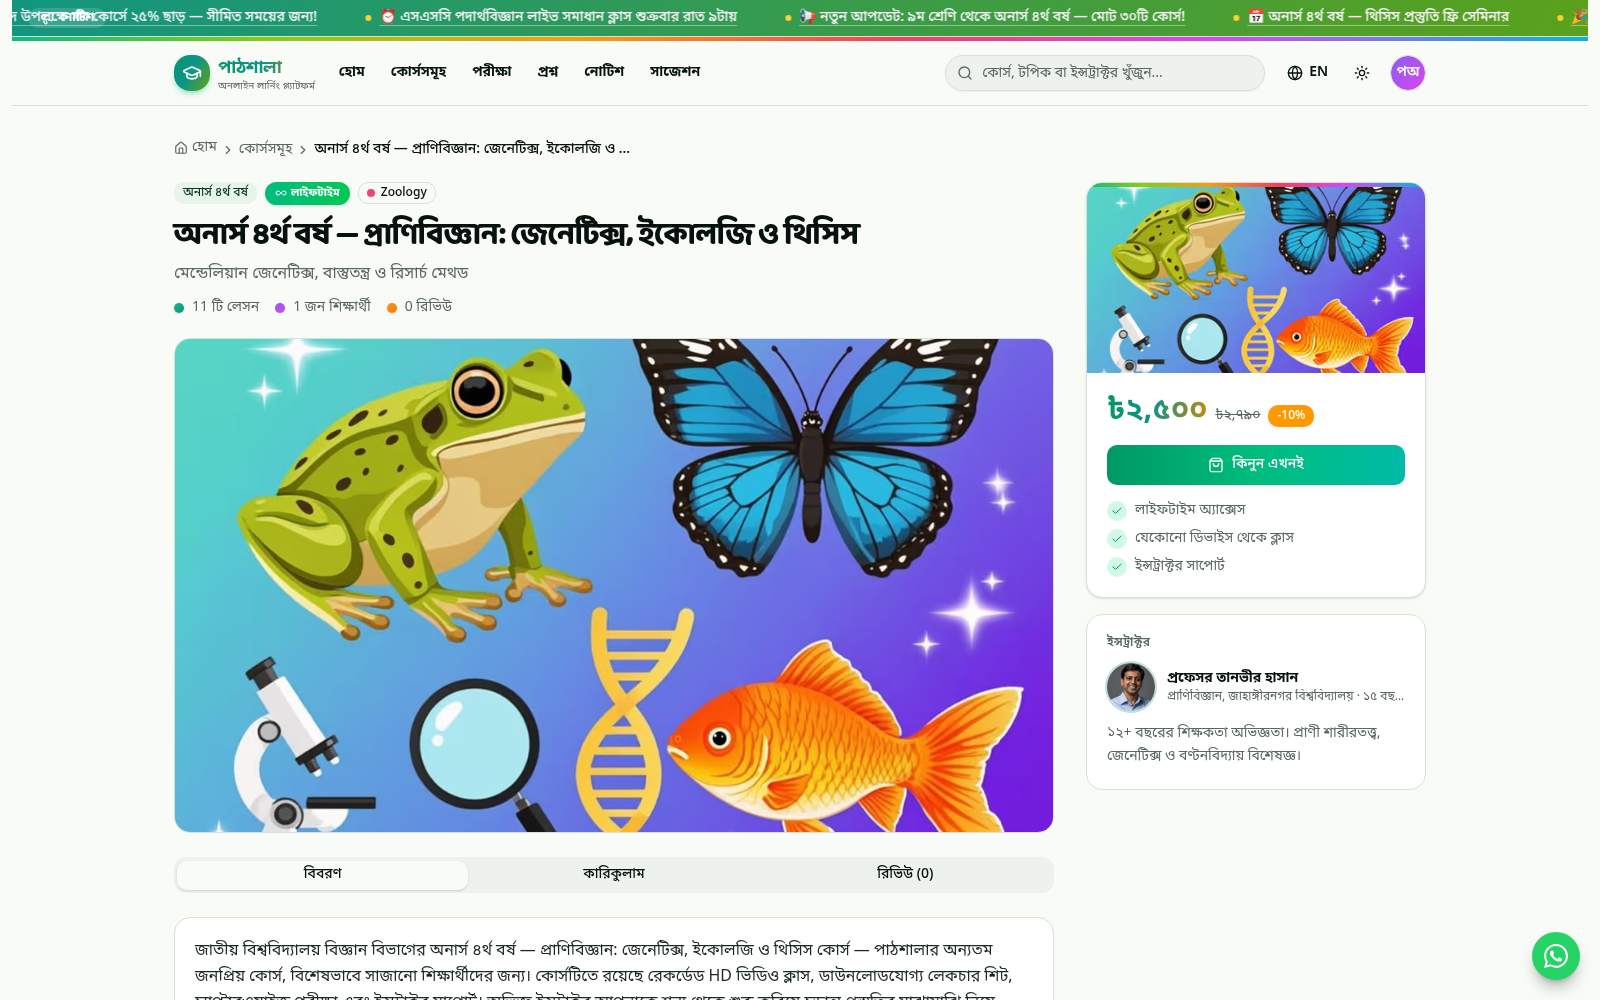 কোর্সে ২৫% ছাড় — সীমিত সময়ের জন্য!
⏰ এসএসসি পদার্থবিজ্ঞান লাইভ সমাধান ক্লাস শুক্রবার রাত ৯টায়
📢 নতুন আপডেট: ৯ম শ্রেণি থেকে অনার্স ৪র্থ বর্ষ — মোট ৩০টি কোর্স!
📅 অনার্স ৪র্থ বর্ষ — থিসিস প্রস্তুতি ফ্রি সেমিনার
পাঠশালা
অনলাইন লার্নিং প্ল্যাটফর্ম
হোম কোর্সসমূহ পরীক্ষা প্রশ্ন নোটিশ সাজেশন
কোর্স, টপিক বা ইন্সট্রাক্টর খুঁজুন...
EN
পঅ
হোম > কোর্সসমূহ > অনার্স ৪র্থ বর্ষ — প্রাণিবিজ্ঞান: জেনেটিক্স, ইকোলজি ও ...
অনার্স ৪র্থ বর্ষ
∞ লাইফটাইম
Zoology
অনার্স ৪র্থ বর্ষ — প্রাণিবিজ্ঞান: জেনেটিক্স, ইকোলজি ও থিসিস
মেন্ডেলিয়ান জেনেটিক্স, বাস্তুতন্ত্র ও রিসার্চ মেথড
11 টি লেসন
1 জন শিক্ষার্থী
0 রিভিউ
বিবরণ
কারিকুলাম
রিভিউ (0)
জাতীয় বিশ্ববিদ্যালয় বিজ্ঞান বিভাগের অনার্স ৪র্থ বর্ষ — প্রাণিবিজ্ঞান: জেনেটিক্স, ইকোলজি ও থিসিস কোর্স — পাঠশালার অন্যতম
জনপ্রিয় কোর্স, বিশেষভাবে সাজানো শিক্ষার্থীদের জন্য। কোর্সটিতে রয়েছে রেকর্ডেড HD ভিডিও ক্লাস, ডাউনলোডযোগ্য লেকচার শিট,
৳২,৫০০ ৳২,৭৯০ -10%
কিনুন এখনই
লাইফটাইম অ্যাক্সেস
যেকোনো ডিভাইস থেকে ক্লাস
ইন্সট্রাক্টর সাপোর্ট
ইন্সট্রাক্টর
প্রফেসর তানভীর হাসান
প্রাণিবিজ্ঞান, জাহাঙ্গীরনগর বিশ্ববিদ্যালয় · ১৫ বছ...
১২+ বছরের শিক্ষকতা অভিজ্ঞতা। প্রাণী শারীরতত্ত্ব,
জেনেটিক্স ও বণ্টনবিদ্যায় বিশেষজ্ঞ।